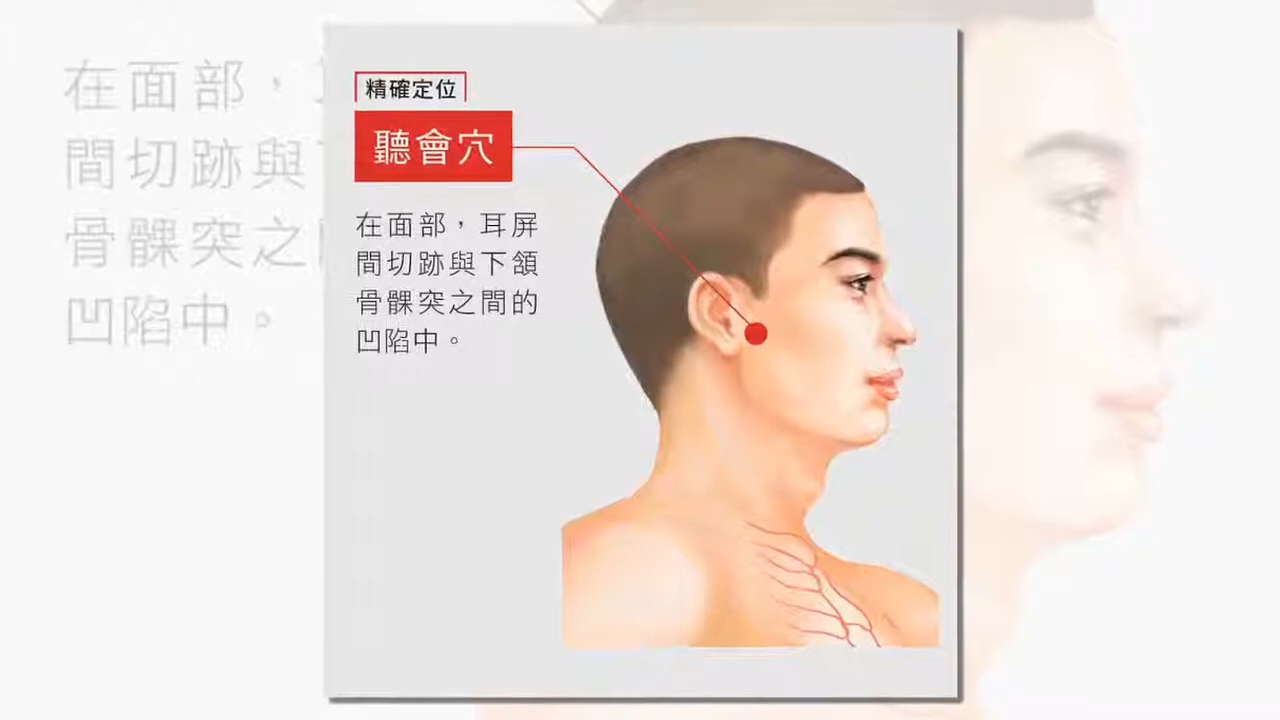 精確定位
聽會穴
在面部，耳屏
間切跡與下頷
骨髁突之間的
凹陷中。
在面部，
間切跡與
骨髁突之
凹陷中。